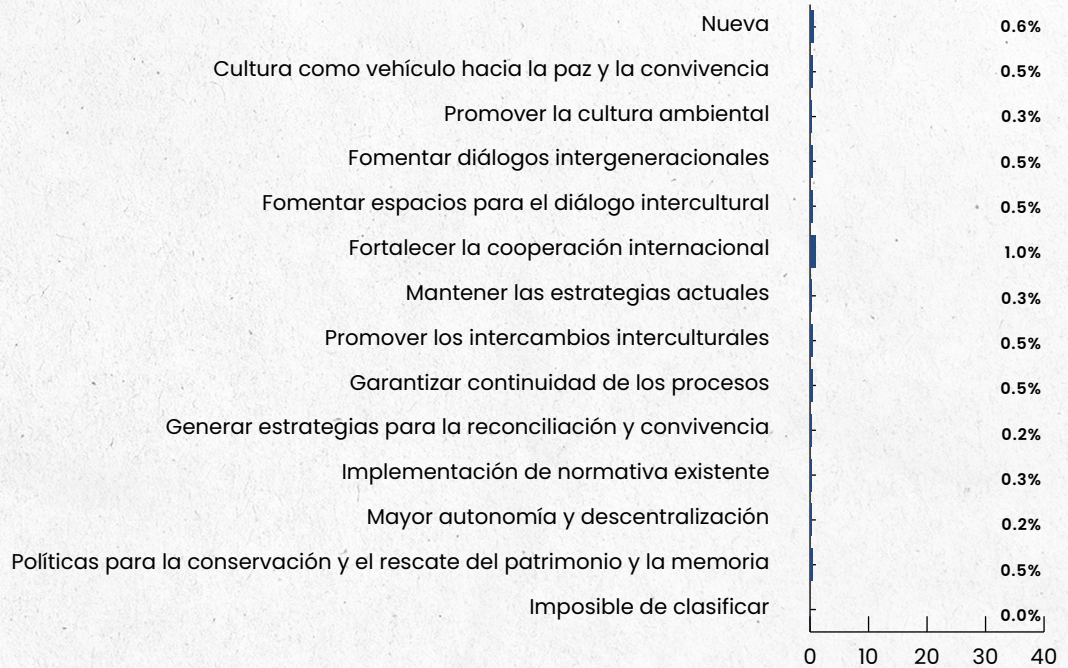 Nueva 0.6%
Cultura como vehículo hacia la paz y la convivencia 0.5%
Promover la cultura ambiental 0.3%
Fomentar diálogos intergeneracionales 0.5%
Fomentar espacios para el diálogo intercultural 0.5%
Fortalecer la cooperación internacional 1.0%
Mantener las estrategias actuales 0.3%
Promover los intercambios interculturales 0.5%
Garantizar continuidad de los procesos 0.5%
Generar estrategias para la reconciliación y convivencia 0.2%
Implementación de normativa existente 0.3%
Mayor autonomía y descentralización 0.2%
Políticas para la conservación y el rescate del patrimonio y la memoria 0.5%
Imposible de clasificar 0.0%
0 10 20 30 40